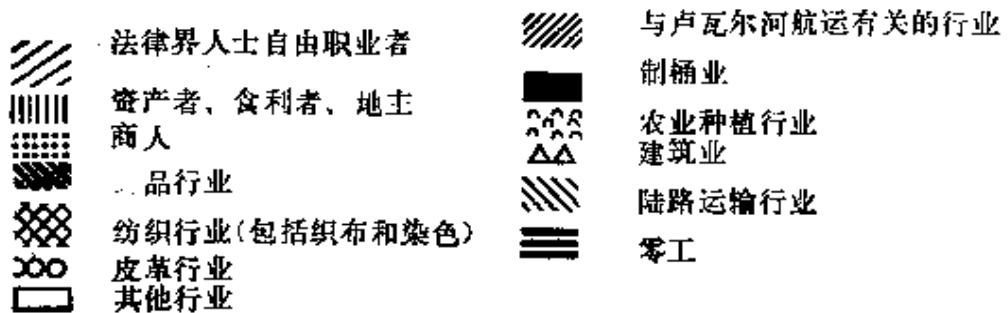 法律界人士自由职业者
资产者、食利者、地主
商人
品行业
纺织行业(包括织布和染色)
皮革行业
其他行业
与卢瓦尔河航运有关的行业
制桶业
农业种植行业
建筑业
陆路运输行业
零工